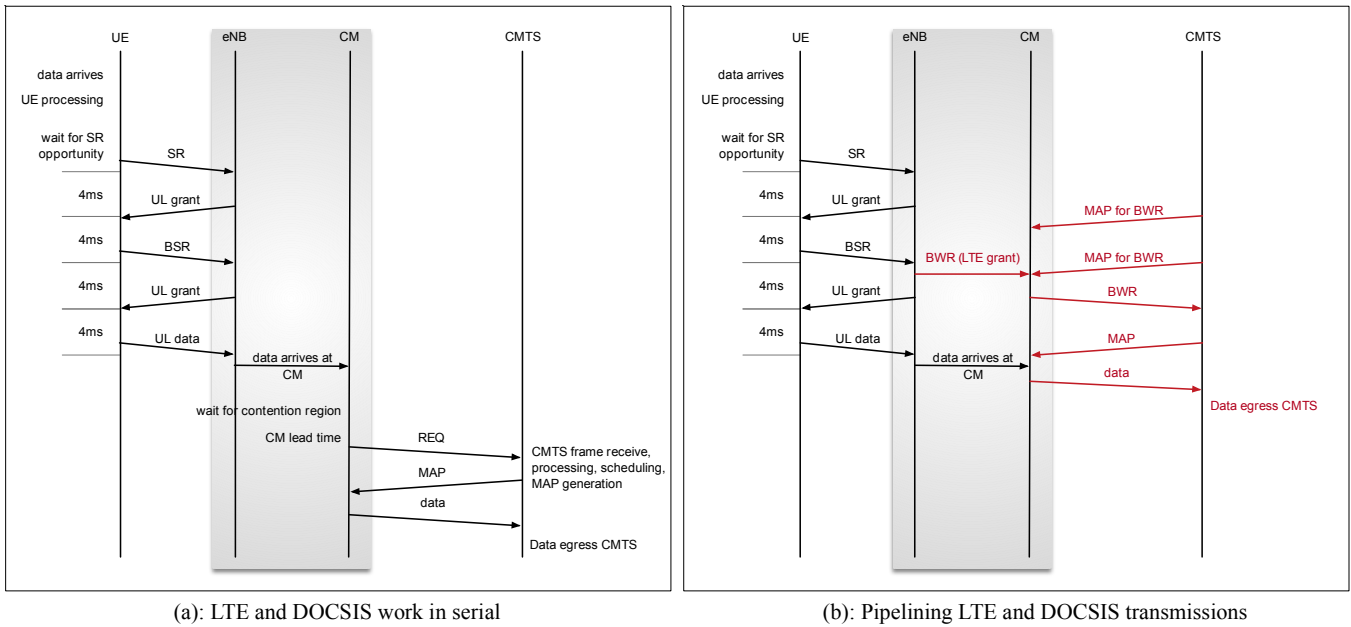 UE
eNB
CM
CMTS
data arrives
UE processing
wait for SR
opportunity
SR
4ms
UL grant
4ms
BSR
4ms
UL grant
4ms
UL data
data arrives at
CM
wait for contention region
CM lead time
REQ
CMTS frame receive,
processing, scheduling,
MAP generation
MAP
data
Data egress CMTS
(a): LTE and DOCSIS work in serial
UE
eNB
CM
CMTS
data arrives
UE processing
wait for SR
opportunity
SR
4ms
UL grant
MAP for BWR
4ms
BSR
BWR (LTE grant)
MAP for BWR
4ms
UL grant
BWR
4ms
UL data
MAP
data arrives at
CM
data
Data egress CMTS
(b): Pipelining LTE and DOCSIS transmissions